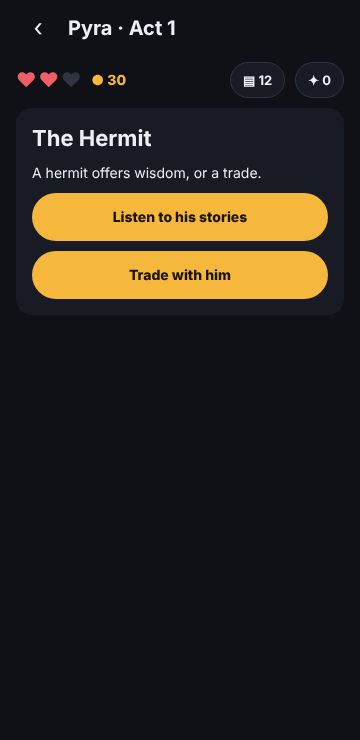 Pyra · Act 1
30
12
0
The Hermit
A hermit offers wisdom, or a trade.
Listen to his stories
Trade with him